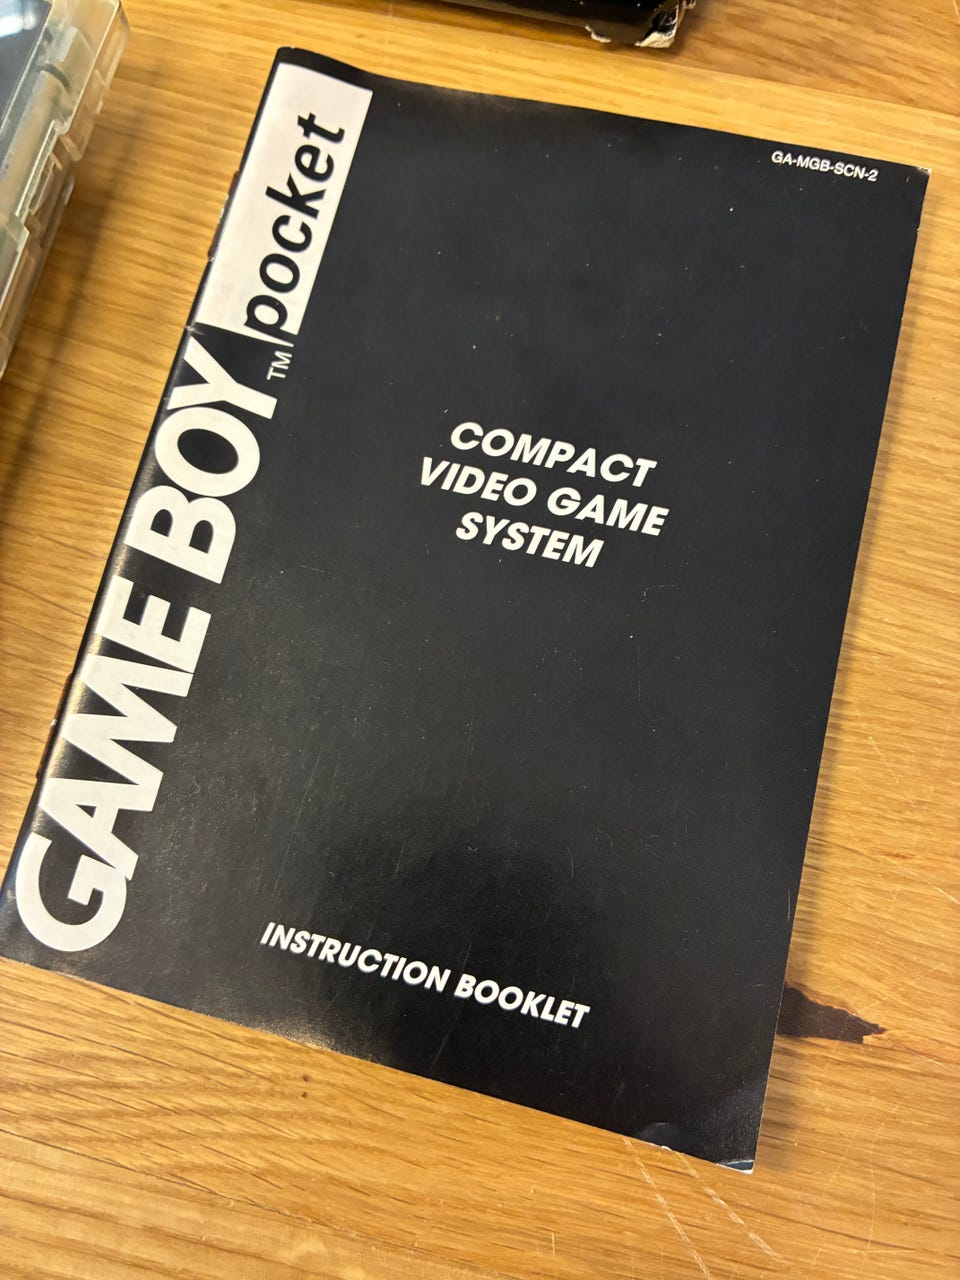 GA-MGB-SCN-2
GAME BOY™ pocket
COMPACT
VIDEO GAME
SYSTEM
INSTRUCTION BOOKLET